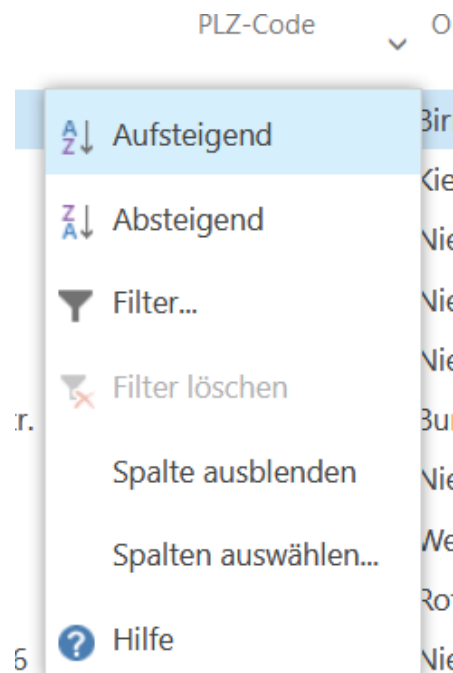 PLZ-Code
Aufsteigend
Absteigend
Filter...
Filter löschen
Spalte ausblenden
Spalten auswählen...
Hilfe